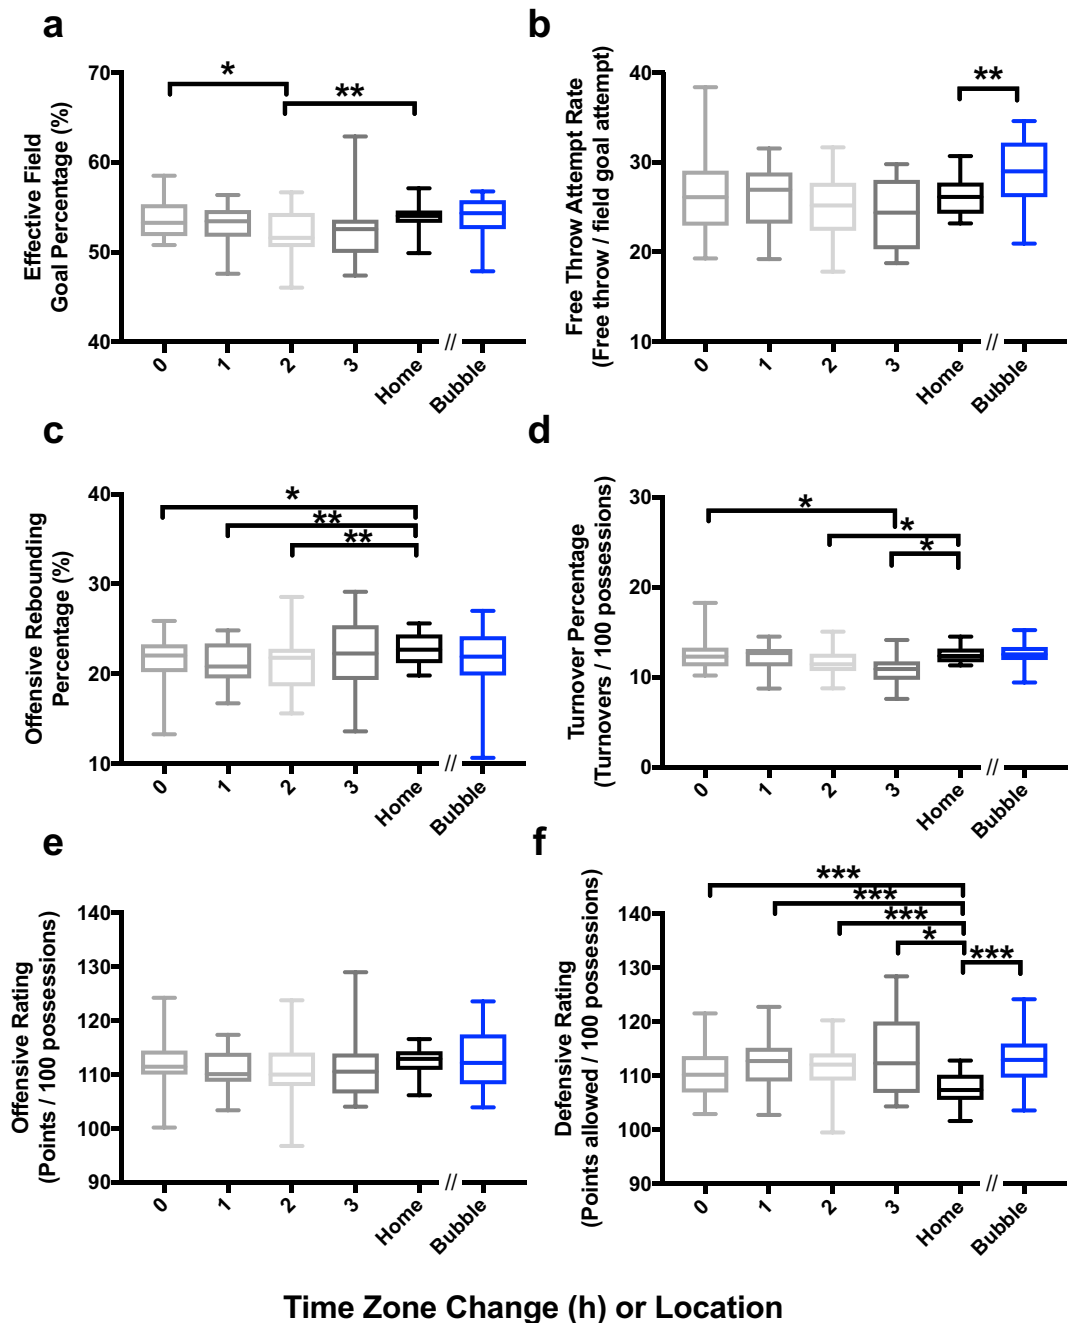 a
Effective Field
Goal Percentage (%)
70
60
50
40
*
**
0
1
2
3
Home
//
Bubble
b
Free Throw Attempt Rate
(Free throw / field goal attempt)
40
30
20
10
**
0
1
2
3
Home
//
Bubble
c
Offensive Rebounding
Percentage (%)
40
30
20
10
*
**
**
0
1
2
3
Home
//
Bubble
d
Turnover Percentage
(Turnovers / 100 possessions)
30
20
10
0
*
*
*
0
1
2
3
Home
//
Bubble
e
Offensive Rating
(Points / 100 possessions)
140
130
120
110
100
90
0
1
2
3
Home
//
Bubble
f
Defensive Rating
(Points allowed / 100 possessions)
140
130
120
110
100
90
***
***
***
*
***
0
1
2
3
Home
//
Bubble
Time Zone Change (h) or Location